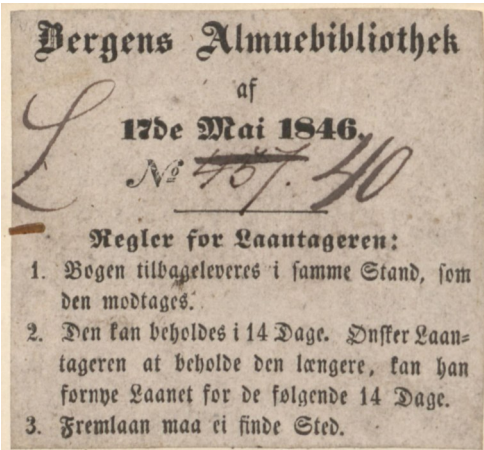 Bergens Almuebibliothek
af
17de Mai 1846.
L
No 457. 40
Regler for Laantageren:
1. Bogen tilbageleveres i samme Stand, som
den modtages.
2. Den kan beholdes i 14 Dage. Ønsker Laan-
tageren at beholde den længere, kan han
fornye Laanet for de følgende 14 Dage.
3. Fremlaan maa ei finde Sted.